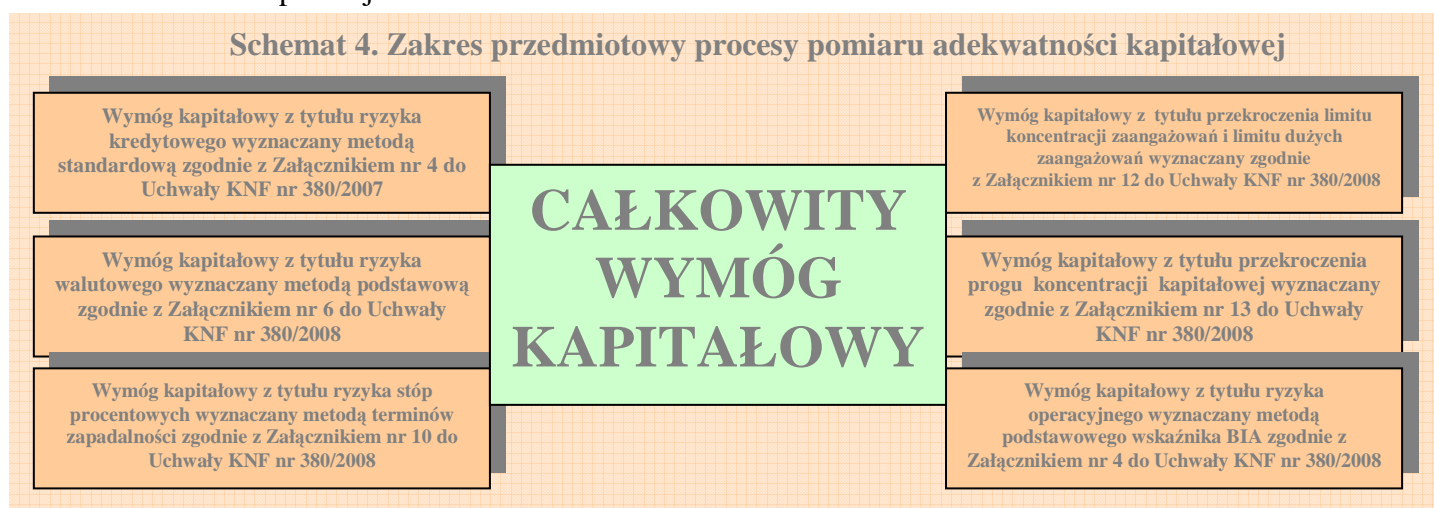 Schemat 4. Zakres przedmiotowy procesy pomiaru adekwatności kapitałowej
Wymóg kapitałowy z tytułu ryzyka
kredytowego wyznaczany metodą
standardową zgodnie z Załącznikiem nr 4 do
Uchwały KNF nr 380/2007
Wymóg kapitałowy z tytułu ryzyka
walutowego wyznaczany metodą podstawową
zgodnie z Załącznikiem nr 6 do Uchwały
KNF nr 380/2008
Wymóg kapitałowy z tytułu ryzyka stóp
procentowych wyznaczany metodą terminów
zapadalności zgodnie z Załącznikiem nr 10 do
Uchwały KNF nr 380/2008
CAŁKOWITY
WYMÓG
KAPITAŁOWY
Wymóg kapitałowy z tytułu przekroczenia limitu
koncentracji zaangażowań i limitu dużych
zaangażowań wyznaczany zgodnie
z Załącznikiem nr 12 do Uchwały KNF nr 380/2008
Wymóg kapitałowy z tytułu przekroczenia
progu koncentracji kapitałowej wyznaczany
zgodnie z Załącznikiem nr 13 do Uchwały
KNF nr 380/2008
Wymóg kapitałowy z tytułu ryzyka
operacyjnego wyznaczany metodą
podstawowego wskaźnika BIA zgodnie z
Załącznikiem nr 4 do Uchwały KNF nr 380/2008